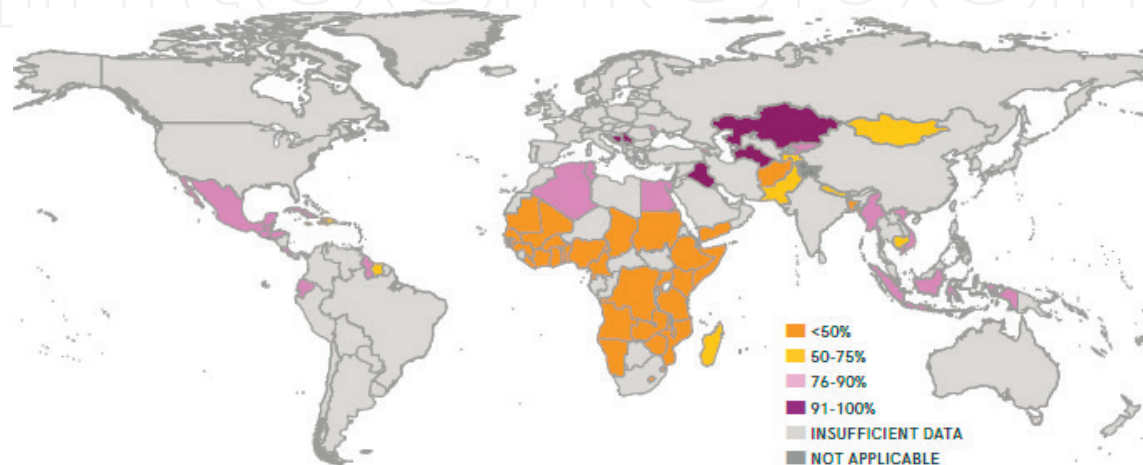 <50%
50-75%
76-90%
91-100%
INSUFFICIENT DATA
NOT APPLICABLE